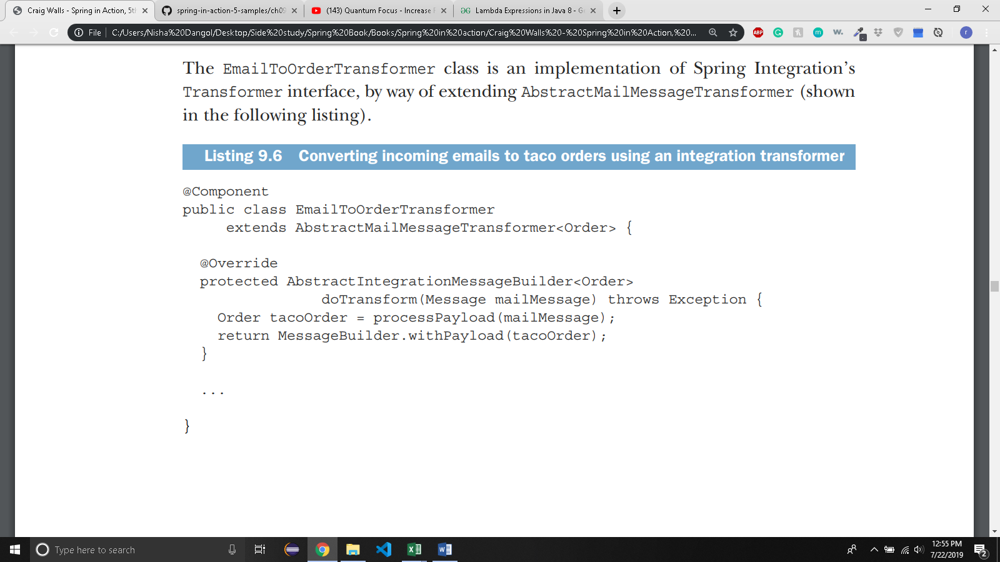 Craig Walls - Spring in Action, 5t
spring-in-action-5-samples/ch09
(143) Quantum Focus - Increase F
Lambda Expressions in Java 8 - Ge
File
C:/Users/Nisha%20Dangol/Desktop/Side%20study/Spring%20Book/Books/Spring%20in%20action/Craig%20Walls%20-%20Spring%20in%20Action,%20...
ABP
m
w.
r
The EmailToOrderTransformer class is an implementation of Spring Integration’s
Transformer interface, by way of extending AbstractMailMessageTransformer (shown
in the following listing).
Listing 9.6 Converting incoming emails to taco orders using an integration transformer
@Component
public class EmailToOrderTransformer
extends AbstractMailMessageTransformer<Order> {
@Override
protected AbstractIntegrationMessageBuilder<Order>
doTransform(Message mailMessage) throws Exception {
Order tacoOrder = processPayload(mailMessage);
return MessageBuilder.withPayload(tacoOrder);
}
...
}
Type here to search
12:55 PM
7/22/2019
2